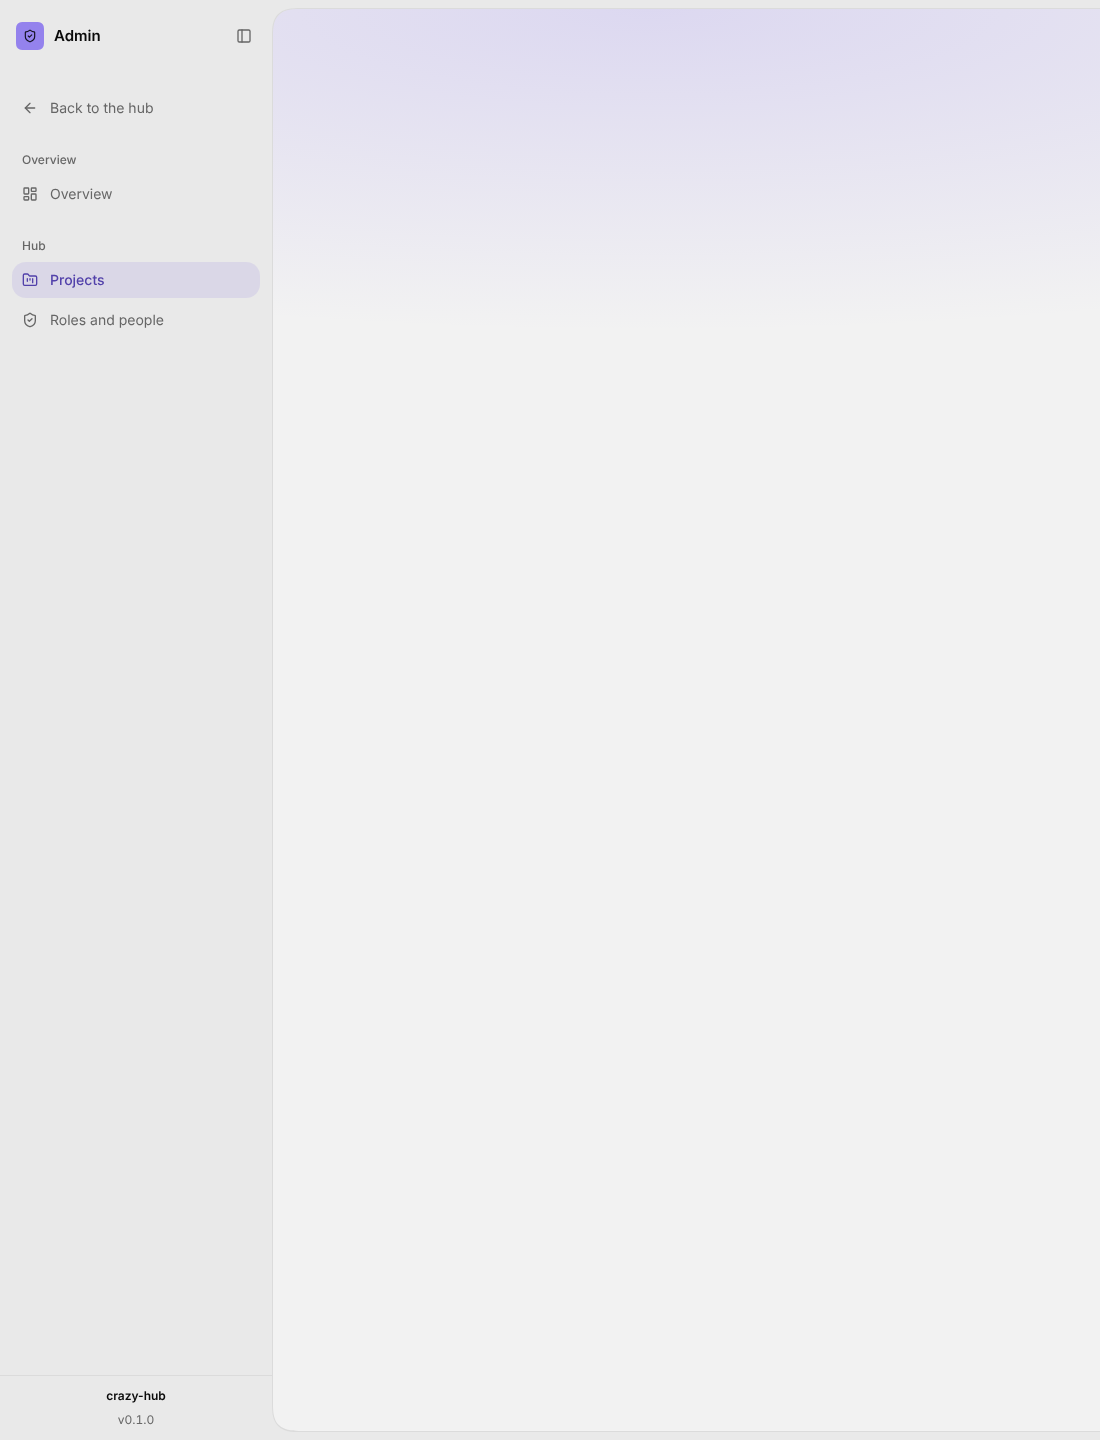 Admin
Back to the hub
Overview
Overview
Hub
Projects
Roles and people
crazy-hub
v0.1.0